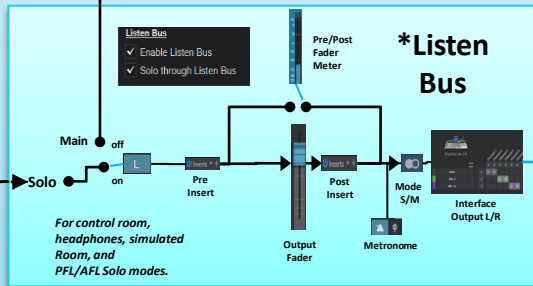 Listen Bus
Enable Listen Bus
Solo through Listen Bus
Pre/Post
Fader
Meter
*Listen
Bus
Main
off
Solo
on
L
Inserts
Pre
Insert
Output
Fader
Inserts
Post
Insert
Mode
S/M
Metronome
Interface
Output L/R
For control room,
headphones, simulated
Room, and
PFL/AFL Solo modes.